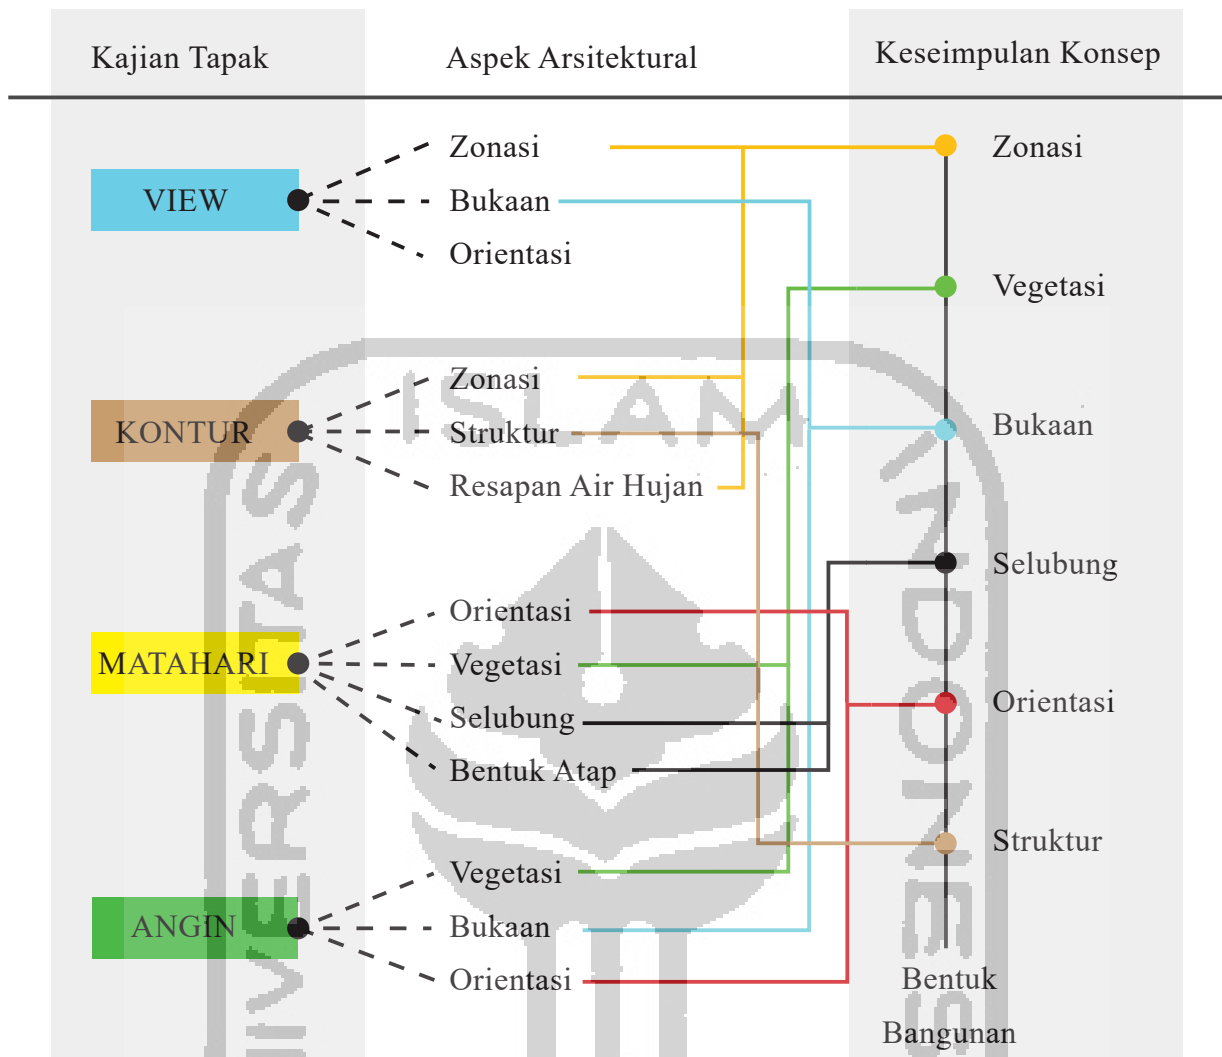 Kajian Tapak
Aspek Arsitektural
Keseimpulan Konsep
VIEW
Zonasi
Bukaan
Orientasi
KONTUR
Zonasi
Struktur
Resapan Air Hujan
MATAHARI
Orientasi
Vegetasi
Selubung
Bentuk Atap
ANGIN
Vegetasi
Bukaan
Orientasi
Zonasi
Vegetasi
Bukaan
Selubung
Orientasi
Struktur
Bentuk
Bangunan
ISLAM